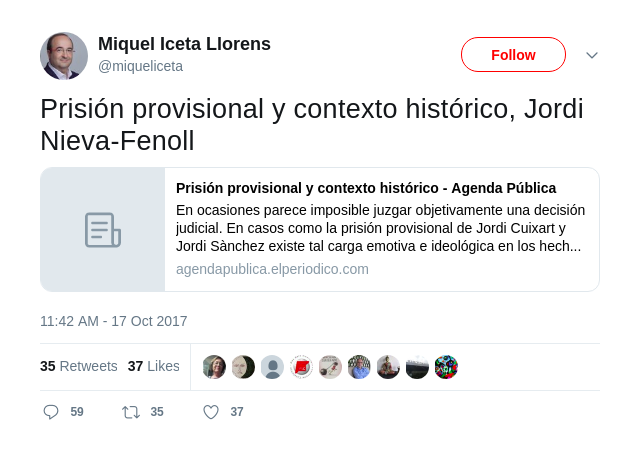 Miquel Iceta Llorens
@miqueliceta
Follow
Prisión provisional y contexto histórico, Jordi
Nieva-Fenoll
Prisión provisional y contexto histórico - Agenda Pública
En ocasiones parece imposible juzgar objetivamente una decisión
judicial. En casos como la prisión provisional de Jordi Cuixart y
Jordi Sànchez existe tal carga emotiva e ideológica en los hech...
agendapublica.elperiodico.com
11:42 AM - 17 Oct 2017
35 Retweets 37 Likes
59 35 37